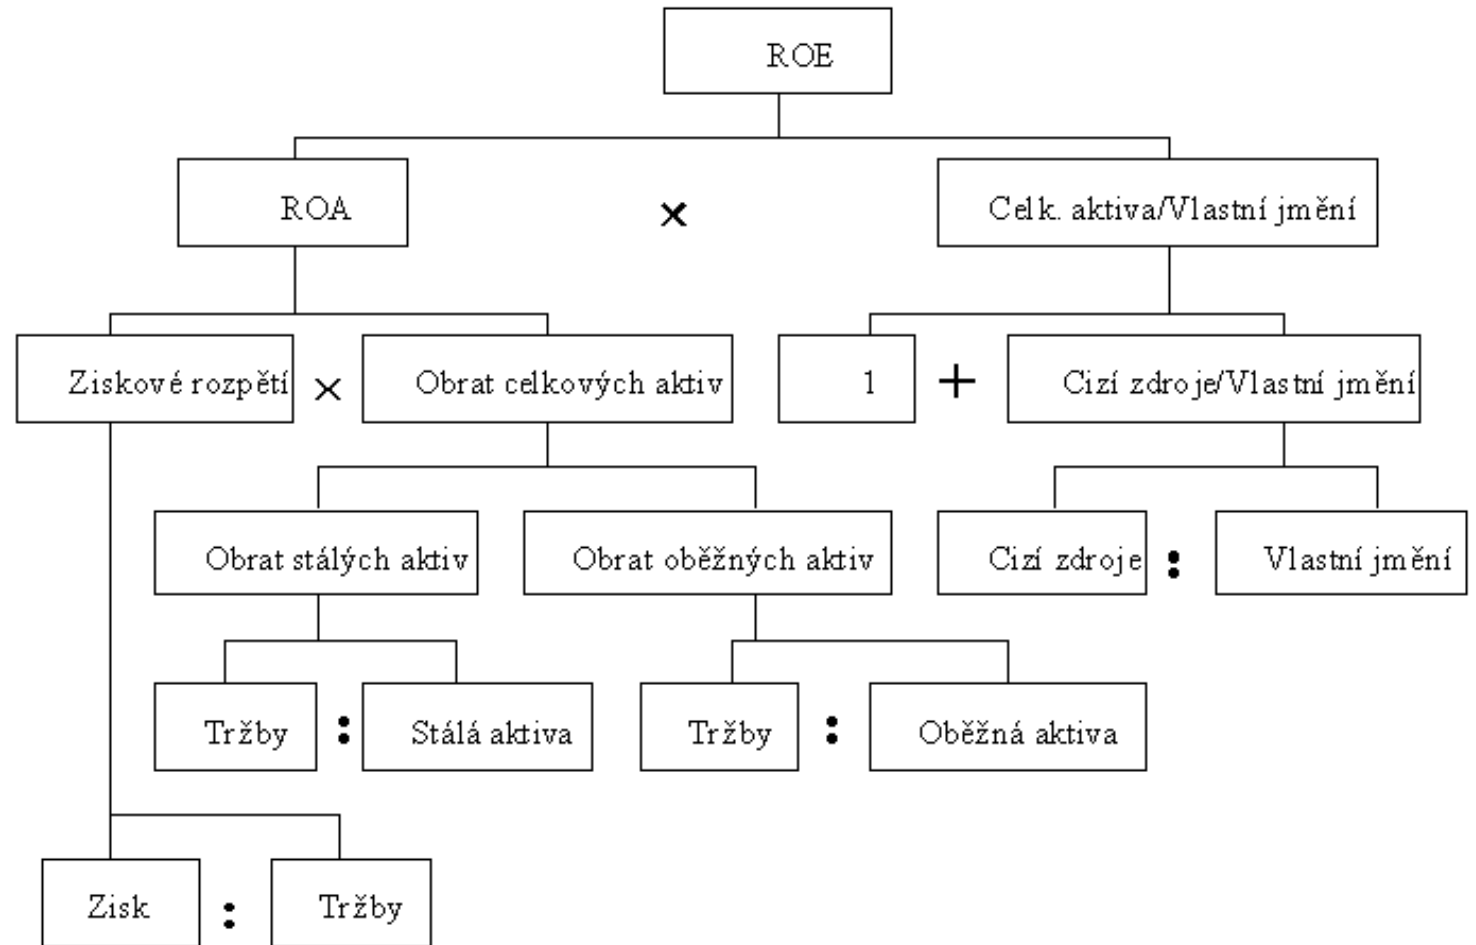 ROE
ROA × Celk. aktiva/Vlastní jmění
Ziskové rozpětí × Obrat celkových aktiv 1 + Cizí zdroje/Vlastní jmění
Obrat stálých aktiv Obrat oběžných aktiv Cizí zdroje : Vlastní jmění
Tržby : Stálá aktiva Tržby : Oběžná aktiva
Zisk : Tržby